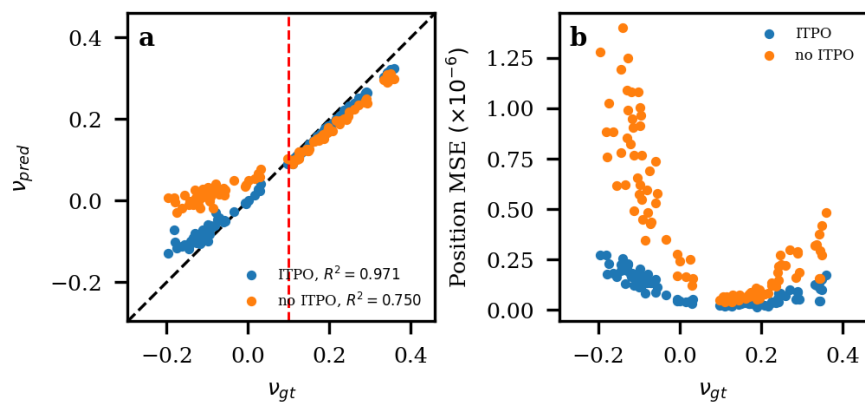 a
0.4
0.2
0.0
−0.2
ν_pred
ITPO, R² = 0.971
no ITPO, R² = 0.750
−0.2
0.0
0.2
0.4
ν_gt
b
ITPO
no ITPO
1.25
1.00
0.75
0.50
0.25
0.00
Position MSE (×10⁻⁶)
−0.2
0.0
0.2
0.4
ν_gt